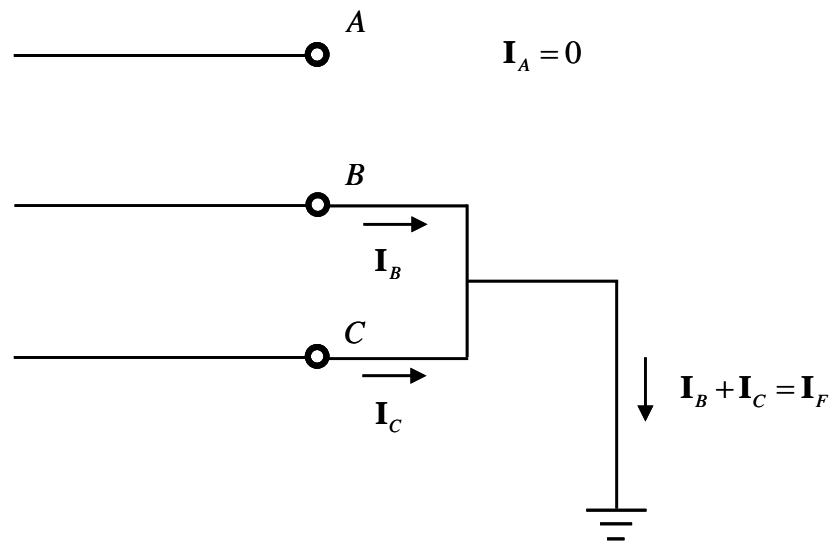 A
I_A = 0
B
I_B
C
I_C
I_B + I_C = I_F